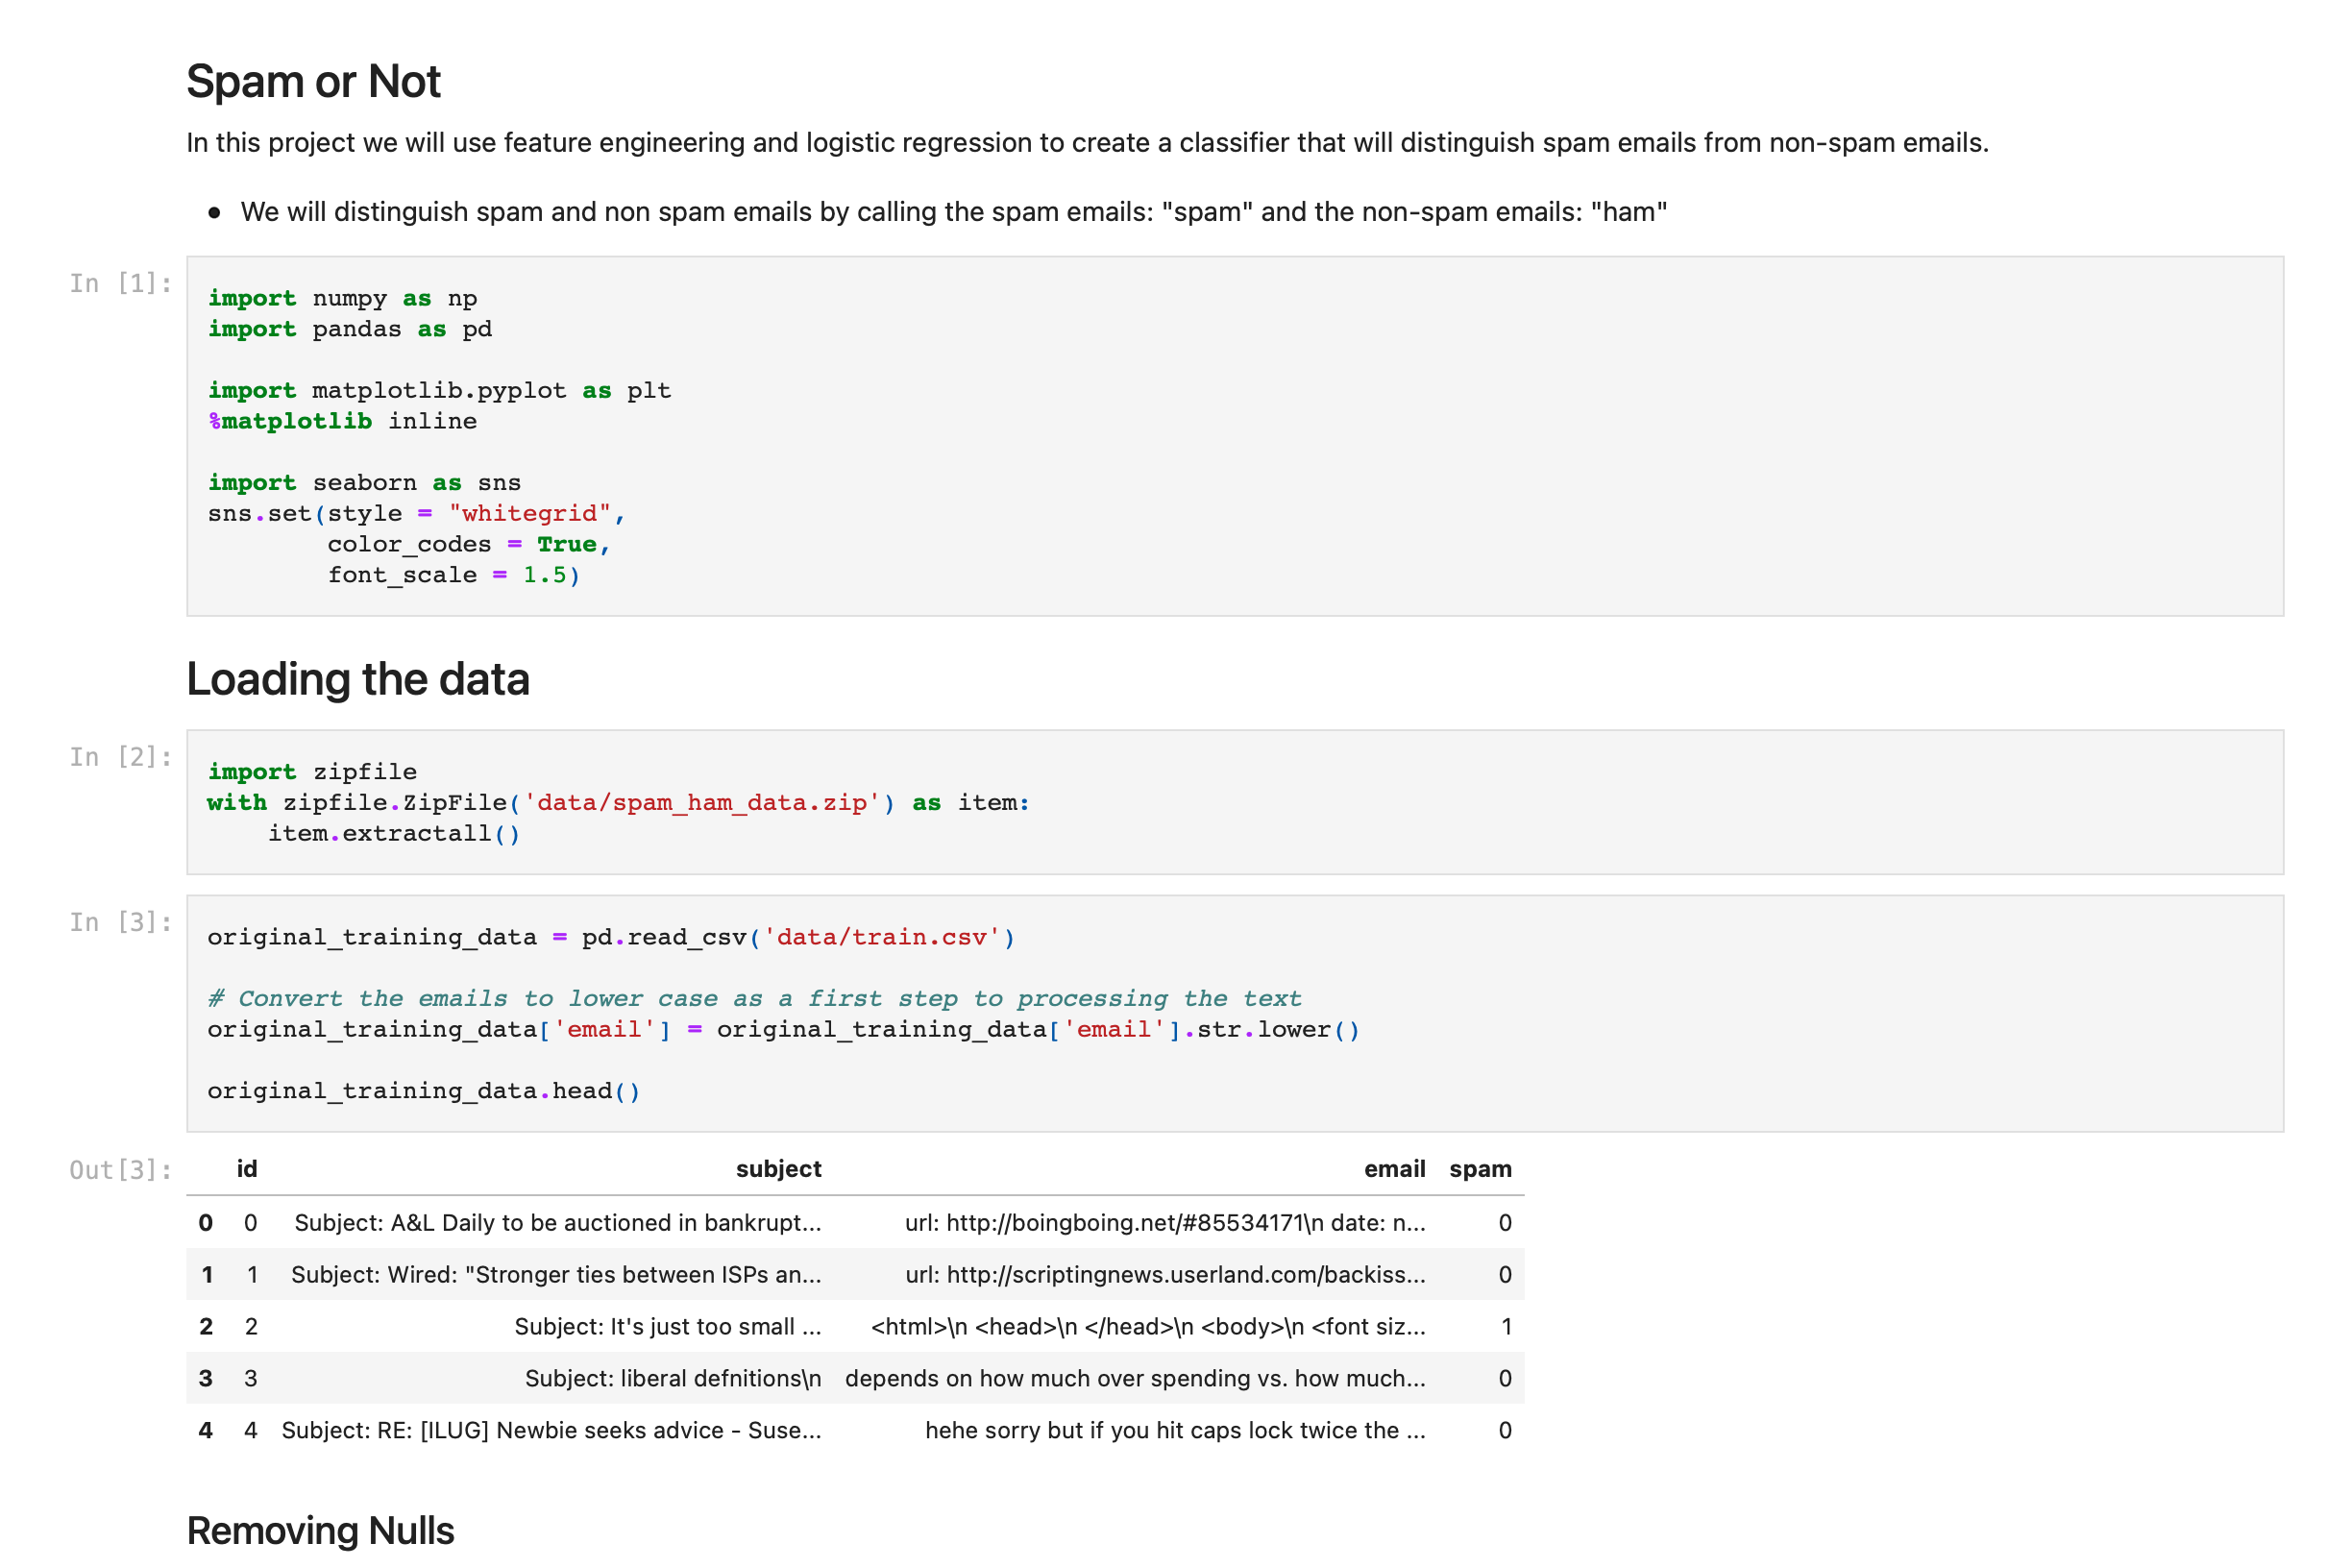 Spam or Not
In this project we will use feature engineering and logistic regression to create a classifier that will distinguish spam emails from non-spam emails.
• We will distinguish spam and non spam emails by calling the spam emails: "spam" and the non-spam emails: "ham"
In [1]:
import numpy as np
import pandas as pd
import matplotlib.pyplot as plt
%matplotlib inline
import seaborn as sns
sns.set(style = "whitegrid",
        color_codes = True,
        font_scale = 1.5)
Loading the data
In [2]:
import zipfile
with zipfile.ZipFile('data/spam_ham_data.zip') as item:
    item.extractall()
In [3]:
original_training_data = pd.read_csv('data/train.csv')
# Convert the emails to lower case as a first step to processing the text
original_training_data['email'] = original_training_data['email'].str.lower()
original_training_data.head()
Out[3]:
id subject email spam
0 0 Subject: A&L Daily to be auctioned in bankrupt... url: http://boingboing.net/#85534171\n date: n... 0
1 1 Subject: Wired: "Stronger ties between ISPs an... url: http://scriptingnews.userland.com/backiss... 0
2 2 Subject: It's just too small ... <html>\n <head>\n </head>\n <body>\n <font siz... 1
3 3 Subject: liberal defnitions\n depends on how much over spending vs. how much... 0
4 4 Subject: RE: [ILUG] Newbie seeks advice - Suse... hehe sorry but if you hit caps lock twice the ... 0
Removing Nulls